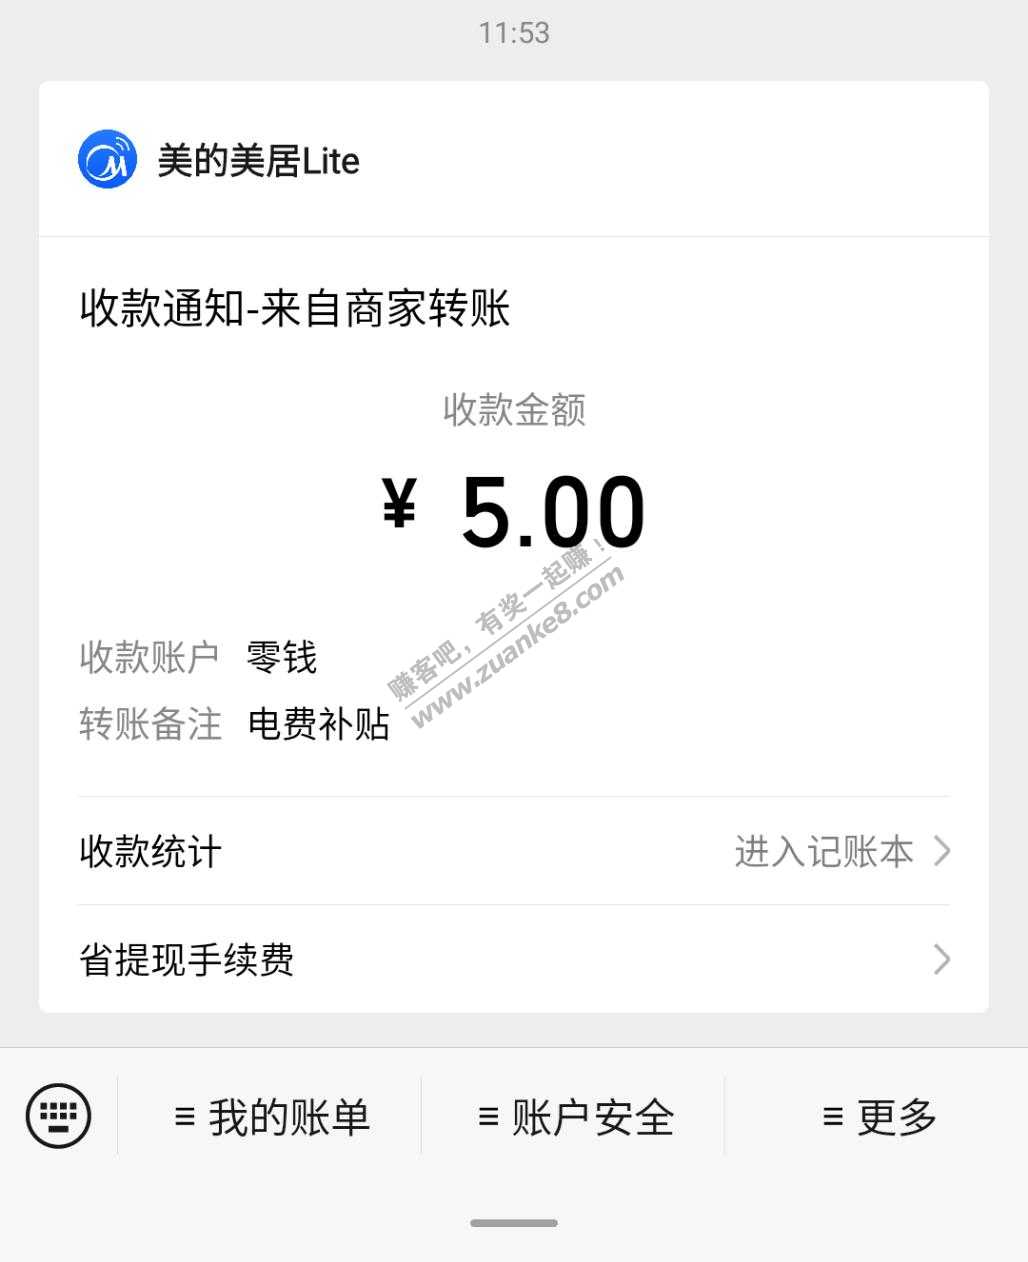 11:53
美的美居Lite
收款通知-来自商家转账
收款金额
¥ 5.00
赚客吧，有奖一起赚！
www.zuanke8.com
收款账户 零钱
转账备注 电费补贴
收款统计 进入记账本
省提现手续费
我的账单 账户安全 更多